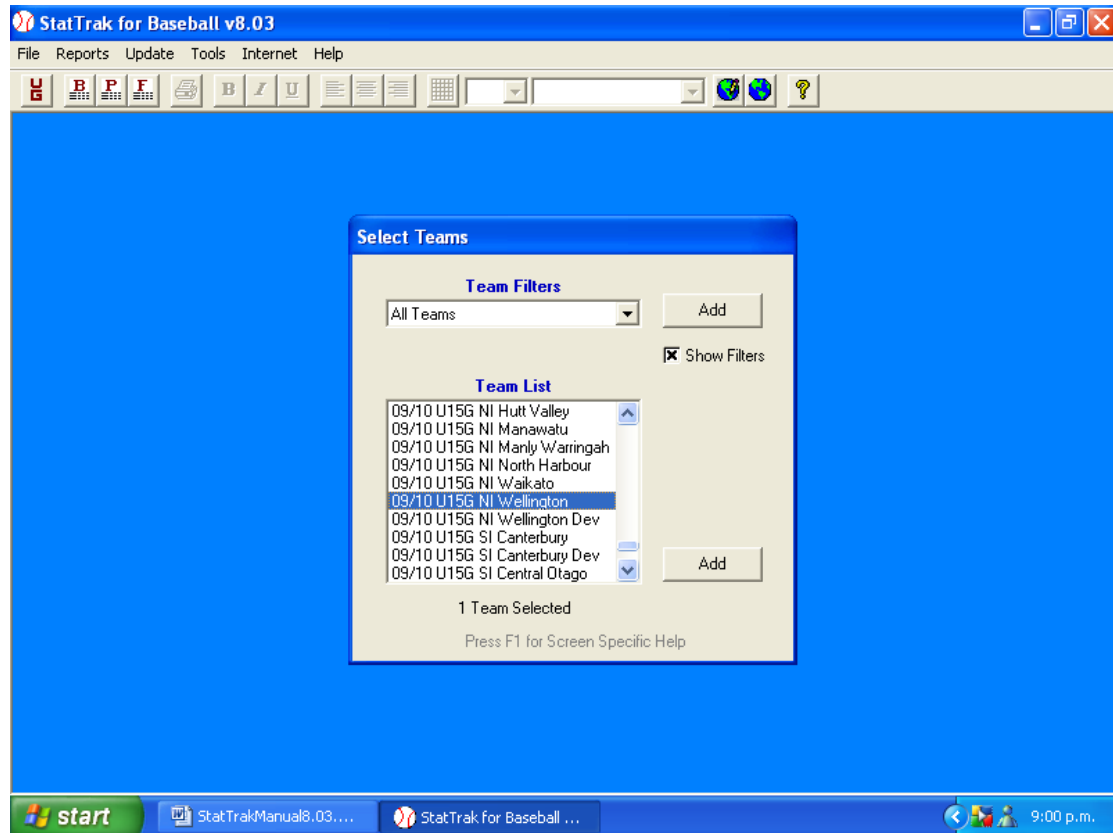 StatTrak for Baseball v8.03
File Reports Update Tools Internet Help
U G B P F B I U ?
Select Teams
Team Filters
All Teams
Add
Show Filters
Team List
09/10 U15G NI Hutt Valley
09/10 U15G NI Manawatu
09/10 U15G NI Manly Warringah
09/10 U15G NI North Harbour
09/10 U15G NI Waikato
09/10 U15G NI Wellington
09/10 U15G NI Wellington Dev
09/10 U15G SI Canterbury
09/10 U15G SI Canterbury Dev
09/10 U15G SI Central Otago
Add
1 Team Selected
Press F1 for Screen Specific Help
start StatTrakManual8.03.... StatTrak for Baseball ... 9:00 p.m.